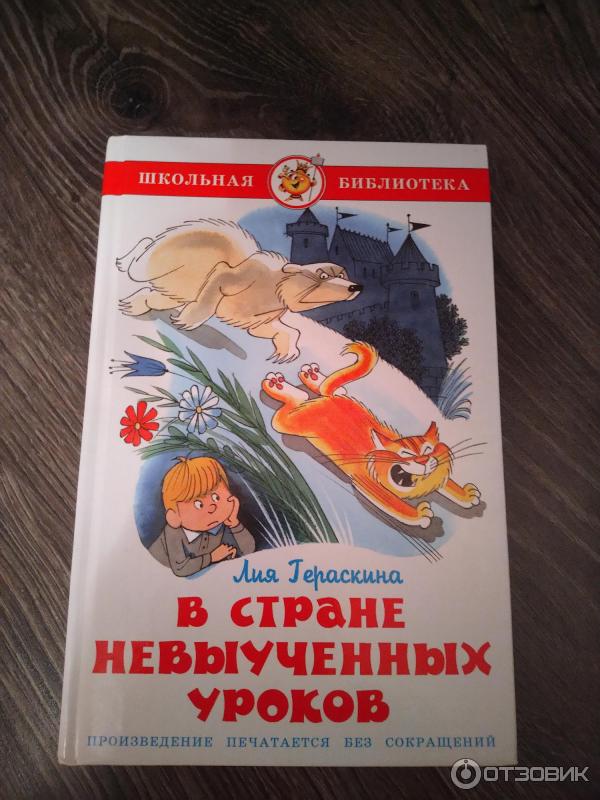 ШКОЛЬНАЯ БИБЛИОТЕКА
Лия Гераскина
В СТРАНЕ
НЕВЫУЧЕННЫХ
УРОКОВ
ПРОИЗВЕДЕНИЕ ПЕЧАТАЕТСЯ БЕЗ СОКРАЩЕНИЙ
ОТЗОВИК